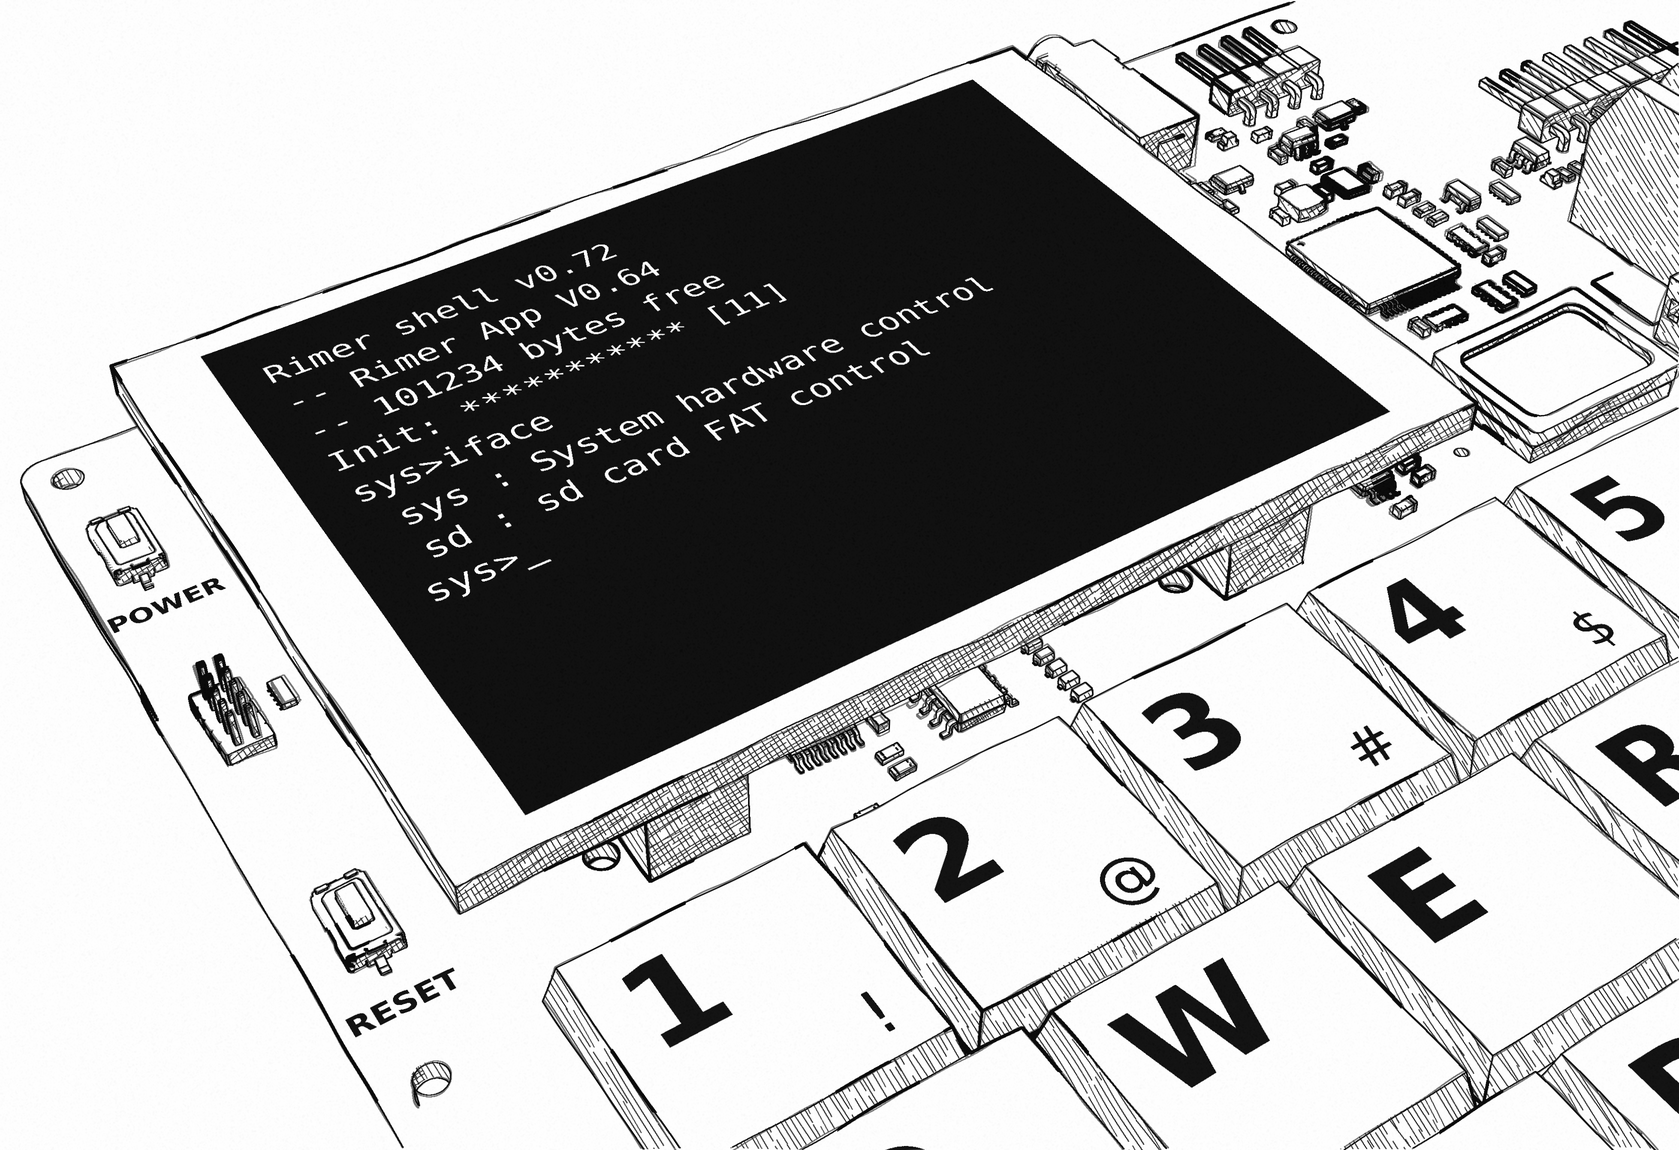 Rimer shell v0.72
-- Rimer App V0.64
-- 101234 bytes free
Init: *********** [11]
sys>iface
sys : System hardware control
sd : sd card FAT control
sys>_
POWER
RESET
1 !
2 @
3 #
4 $
5
W
E
R